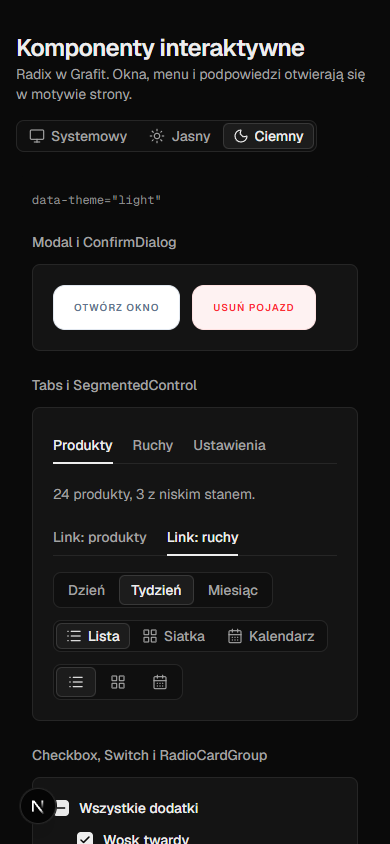 Komponenty interaktywne
Radix w Grafit. Okna, menu i podpowiedzi otwierają się
w motywie strony.
Systemowy Jasny Ciemny
data-theme="light"
Modal i ConfirmDialog
OTWÓRZ OKNO USUŃ POJAZD
Tabs i SegmentedControl
Produkty Ruchy Ustawienia
24 produkty, 3 z niskim stanem.
Link: produkty Link: ruchy
Dzień Tydzień Miesiąc
Lista Siatka Kalendarz
Checkbox, Switch i RadioCardGroup
N Wszystkie dodatki
Wosk twardy